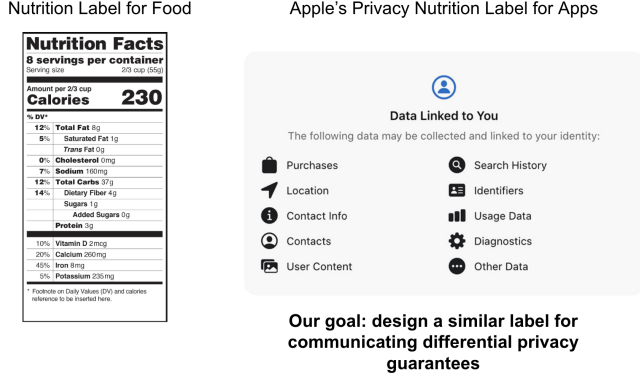 Nutrition Label for Food
Apple's Privacy Nutrition Label for Apps
Nutrition Facts
8 servings per container
Serving size 2/3 cup (55g)
Amount per 2/3 cup
Calories 230
% DV*
12% Total Fat 8g
5% Saturated Fat 1g
Trans Fat 0g
0% Cholesterol 0mg
7% Sodium 160mg
12% Total Carbs 37g
14% Dietary Fiber 4g
Sugars 1g
Added Sugars 0g
Protein 3g
10% Vitamin D 2mcg
20% Calcium 260mg
45% Iron 8mg
5% Potassium 235mg
* Footnote on Daily Values (DV) and calories
reference to be inserted here.
Data Linked to You
The following data may be collected and linked to your identity:
Purchases
Search History
Location
Identifiers
Contact Info
Usage Data
Contacts
Diagnostics
User Content
Other Data
Our goal: design a similar label for
communicating differential privacy
guarantees